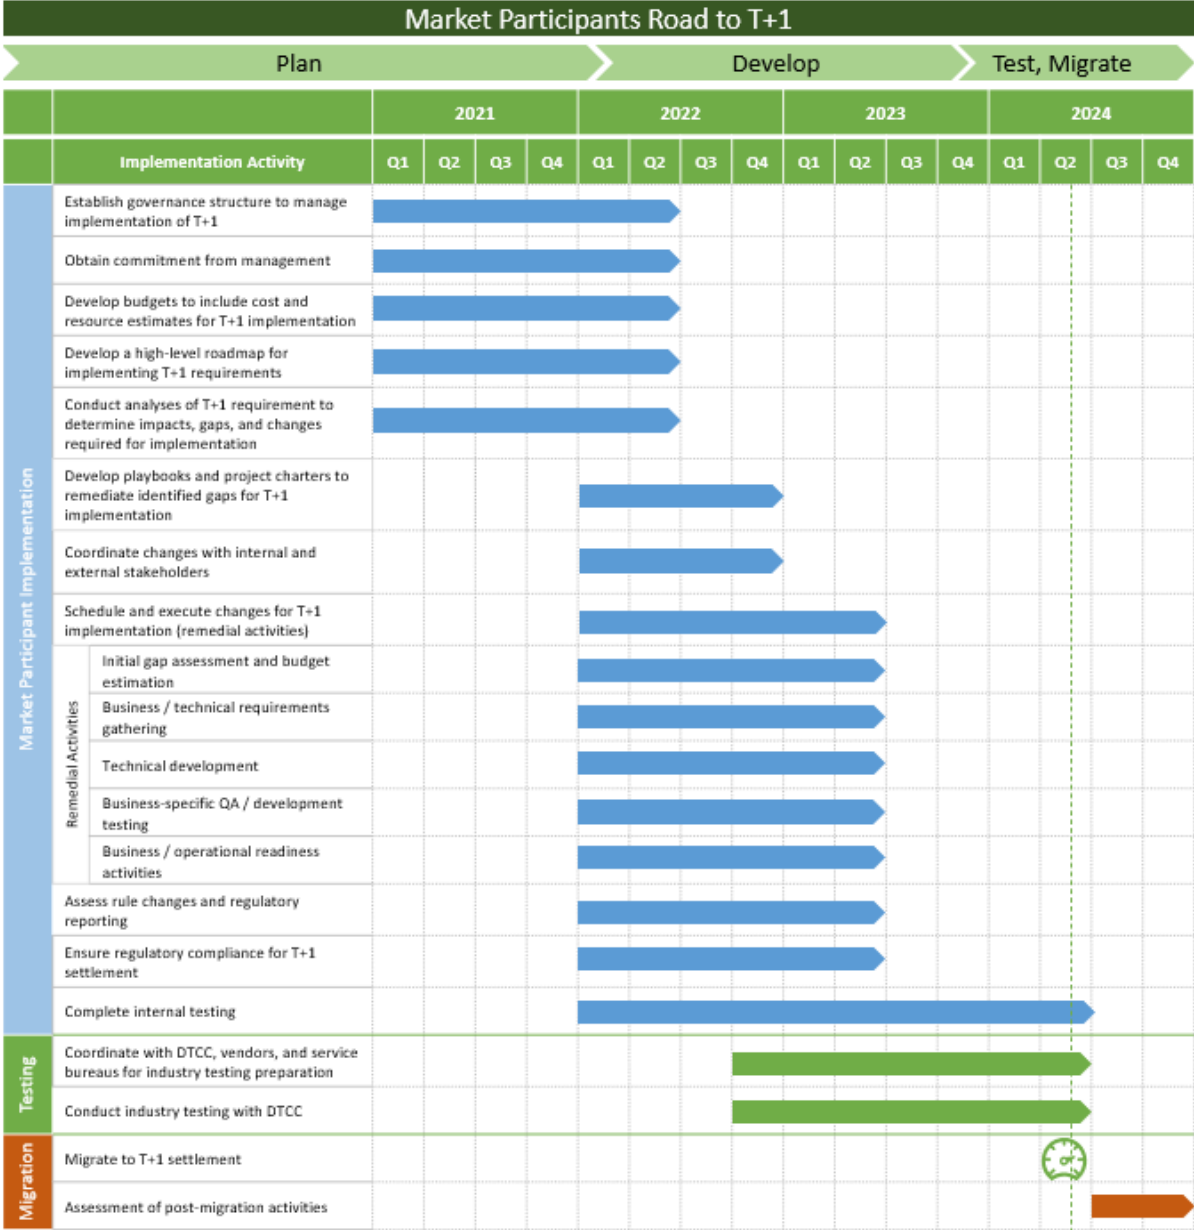 Market Participants Road to T+1
Plan
Develop
Test, Migrate
2021
2022
2023
2024
Implementation Activity
Q1
Q2
Q3
Q4
Q1
Q2
Q3
Q4
Q1
Q2
Q3
Q4
Q1
Q2
Q3
Q4
Market Participant Implementation
Establish governance structure to manage
implementation of T+1
Obtain commitment from management
Develop budgets to include cost and
resource estimates for T+1 implementation
Develop a high-level roadmap for
implementing T+1 requirements
Conduct analyses of T+1 requirement to
determine impacts, gaps, and changes
required for implementation
Develop playbooks and project charters to
remediate identified gaps for T+1
implementation
Coordinate changes with internal and
external stakeholders
Schedule and execute changes for T+1
implementation (remedial activities)
Remedial Activities
Initial gap assessment and budget
estimation
Business / technical requirements
gathering
Technical development
Business-specific QA / development
testing
Business / operational readiness
activities
Assess rule changes and regulatory
reporting
Ensure regulatory compliance for T+1
settlement
Complete internal testing
Testing
Coordinate with DTCC, vendors, and service
bureaus for industry testing preparation
Conduct industry testing with DTCC
Migration
Migrate to T+1 settlement
Assessment of post-migration activities